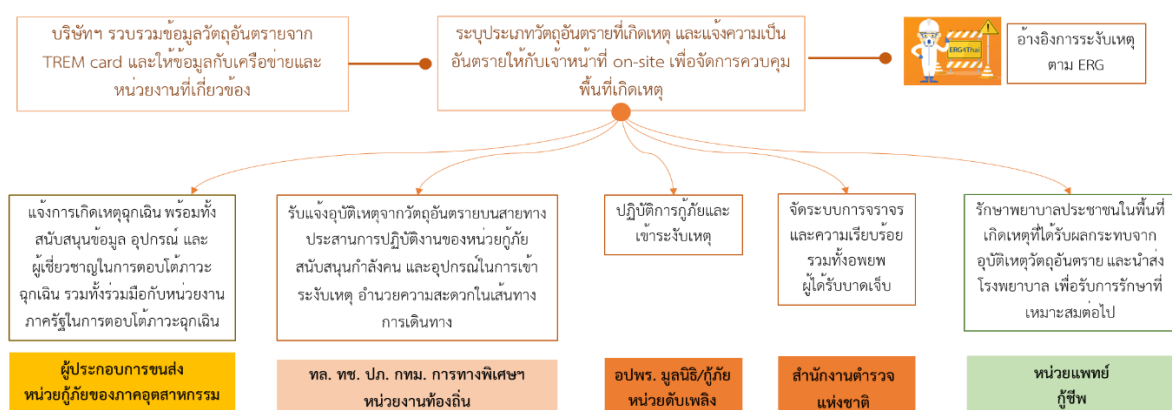 บริษัทฯ รวบรวมข้อมูลวัตถุอันตรายจาก
TREM card และให้ข้อมูลกับเครือข่ายและ
หน่วยงานที่เกี่ยวข้อง
ระบุประเภทวัตถุอันตรายที่เกิดเหตุ และแจ้งความเป็น
อันตรายให้กับเจ้าหน้าที่ on-site เพื่อจัดการควบคุม
พื้นที่เกิดเหตุ
ERG4Thai
อ้างอิงการระงับเหตุ
ตาม ERG
แจ้งการเกิดเหตุฉุกเฉิน พร้อมทั้ง
สนับสนุนข้อมูล อุปกรณ์ และ
ผู้เชี่ยวชาญในการตอบโต้ภาวะ
ฉุกเฉิน รวมทั้งร่วมมือกับหน่วยงาน
ภาครัฐในการตอบโต้ภาวะฉุกเฉิน
รับแจ้งอุบัติเหตุจากวัตถุอันตรายบนสายทาง
ประสานการปฏิบัติงานของหน่วยกู้ภัย
สนับสนุนกำลังคน และอุปกรณ์ในการเข้า
ระงับเหตุ อำนวยความสะดวกในเส้นทาง
การเดินทาง
ปฏิบัติการกู้ภัยและ
เข้าระงับเหตุ
จัดระบบการจราจร
และความเรียบร้อย
รวมทั้งอพยพ
ผู้ได้รับบาดเจ็บ
รักษาพยาบาลประชาชนในพื้นที่
เกิดเหตุที่ได้รับผลกระทบจาก
อุบัติเหตุวัตถุอันตราย และนำส่ง
โรงพยาบาล เพื่อรับการรักษาที่
เหมาะสมต่อไป
ผู้ประกอบการขนส่ง
หน่วยกู้ภัยของภาคอุตสาหกรรม
ทล. ทช. ปภ. กทม. การทางพิเศษฯ
หน่วยงานท้องถิ่น
อปพร. มูลนิธิ/กู้ภัย
หน่วยดับเพลิง
สำนักงานตำรวจ
แห่งชาติ
หน่วยแพทย์
กู้ชีพ